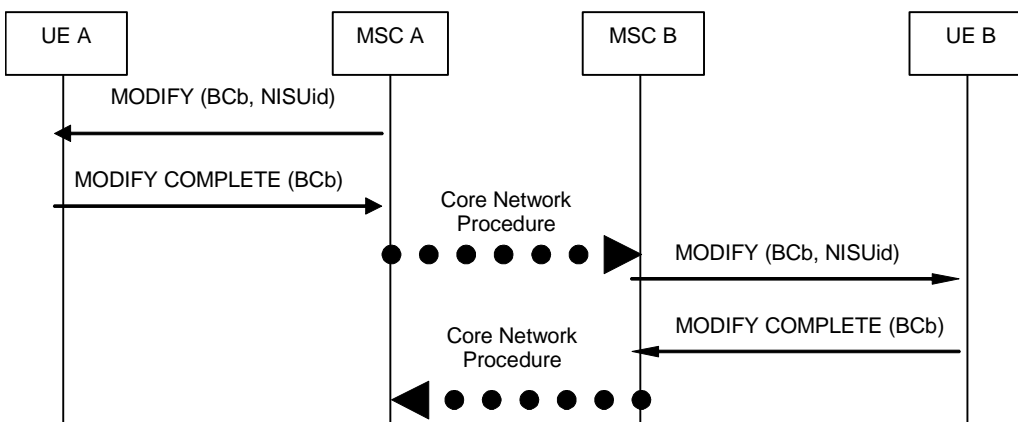 UE A
MSC A
MSC B
UE B
MODIFY (BCb, NISUid)
MODIFY COMPLETE (BCb)
Core Network
Procedure
MODIFY (BCb, NISUid)
MODIFY COMPLETE (BCb)
Core Network
Procedure